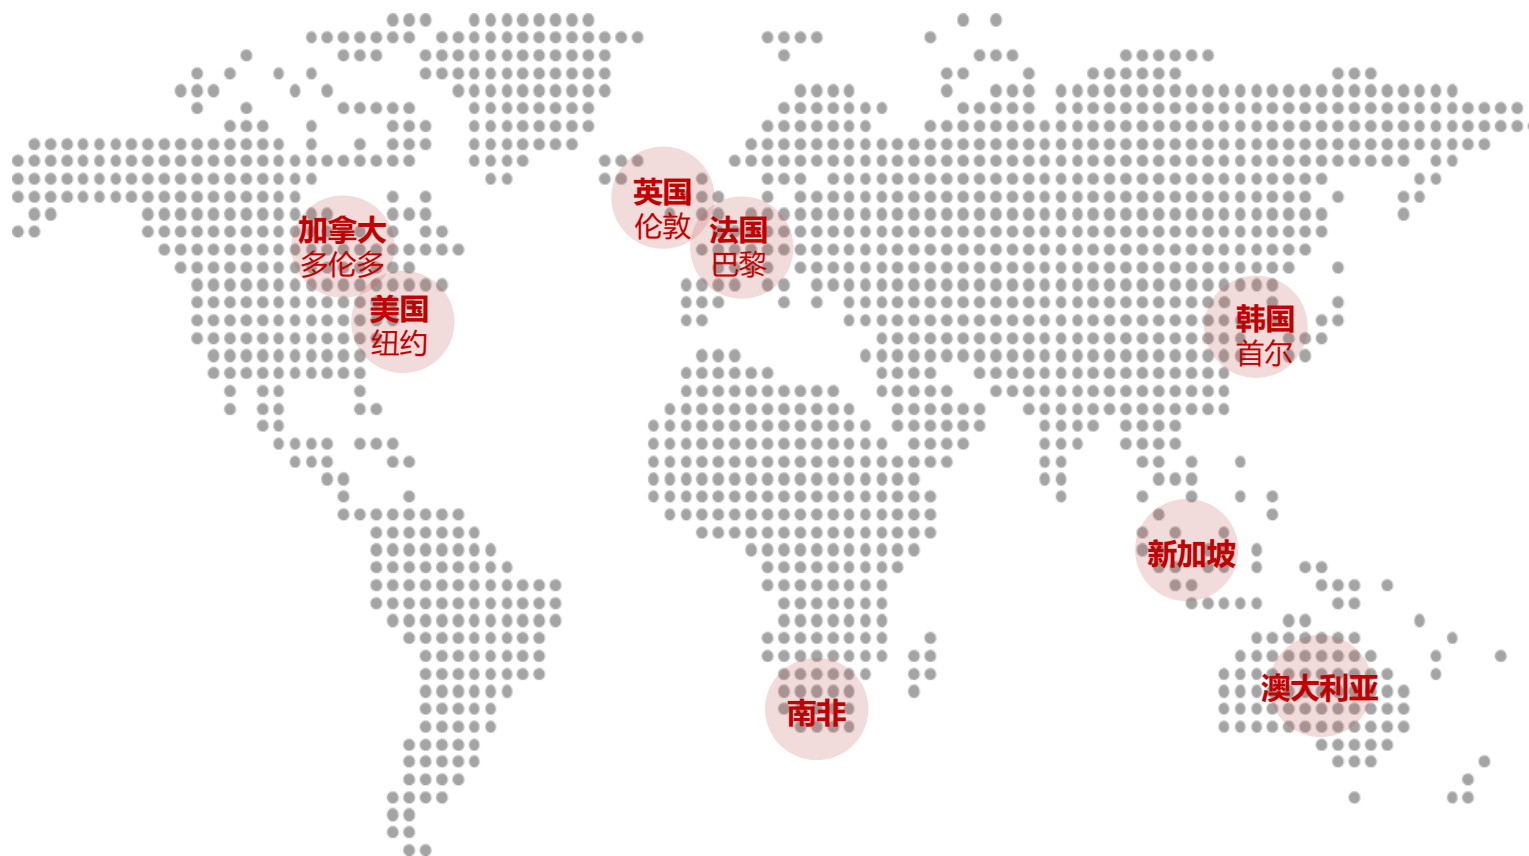 英国
伦敦
法国
巴黎
加拿大
多伦多
美国
纽约
韩国
首尔
新加坡
澳大利亚
南非